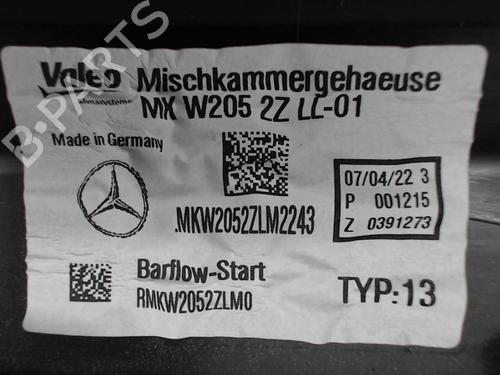 Valeo Mischkammergehaeuse
Klimasysteme
MX W205 2Z LL-01
Made in Germany
.MKW2052ZLM2243
07/04/22 3
P 001215
Z 0391273
Barflow-Start
RMKW2052ZLM0
TYP:13
B-PARTS